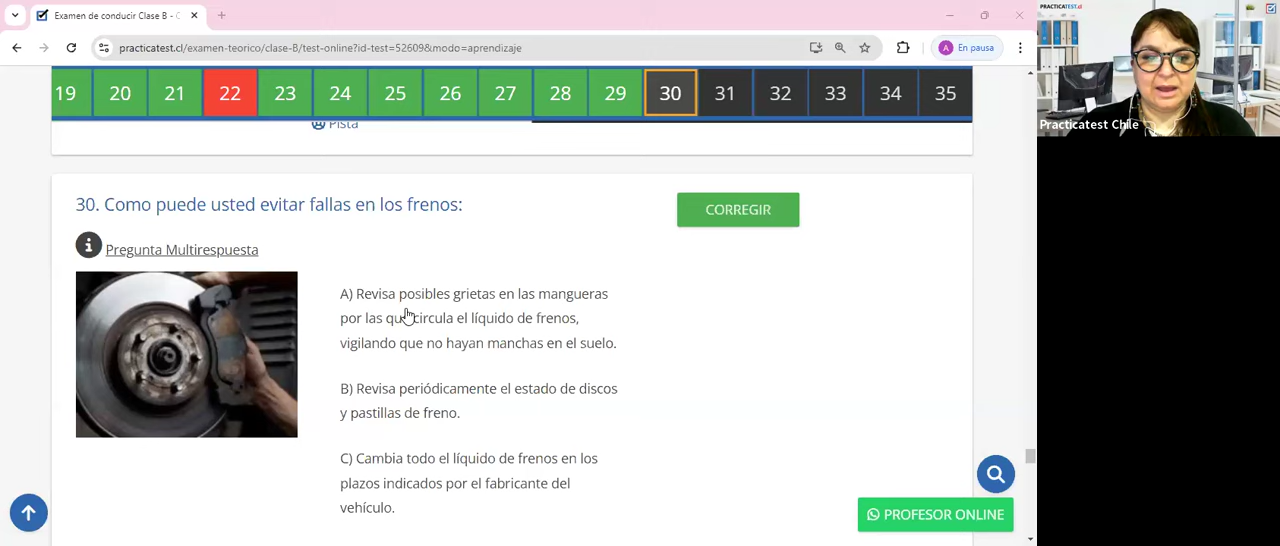 Examen de conducir Clase B - C
practicatest.cl/examen-teorico/clase-B/test-online?id-test=52609&modo=aprendizaje
A En pausa
19 20 21 22 23 24 25 26 27 28 29 30 31 32 33 34 35
Pista
30. Como puede usted evitar fallas en los frenos:
CORREGIR
Pregunta Multirespuesta
A) Revisa posibles grietas en las mangueras
por las que circula el líquido de frenos,
vigilando que no hayan manchas en el suelo.
B) Revisa periódicamente el estado de discos
y pastillas de freno.
C) Cambia todo el líquido de frenos en los
plazos indicados por el fabricante del
vehículo.
PROFESOR ONLINE
PRACTICATEST.CL
Practicatest Chile